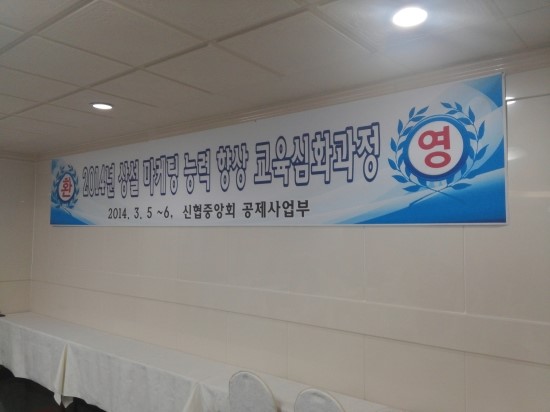 환 2014년 상설 마케팅 능력 향상 교육심화과정 영
2014. 3. 5 ~6, 신협중앙회 공제사업부